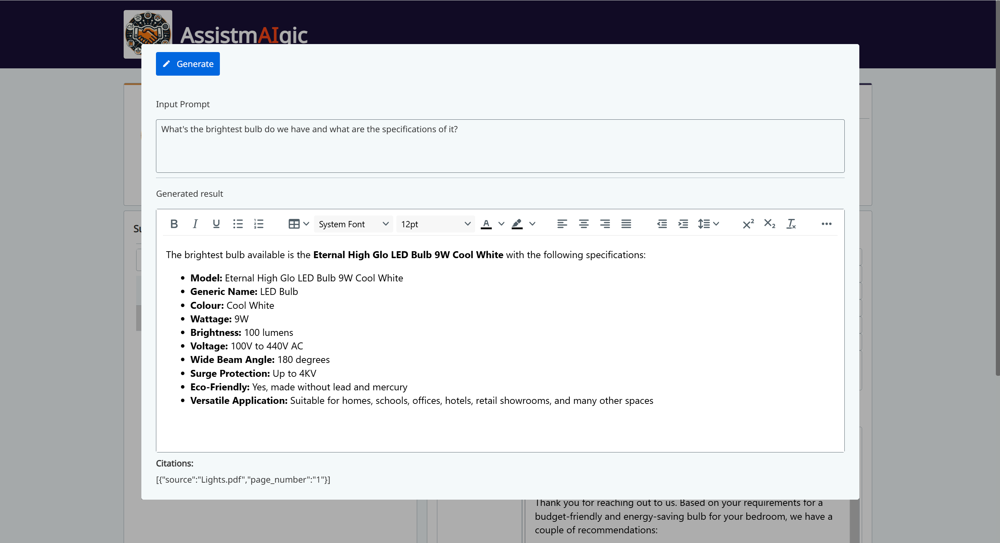 AssistmAIgic
Generate
Input Prompt
What's the brightest bulb do we have and what are the specifications of it?
Generated result
System Font
12pt
The brightest bulb available is the Eternal High Glo LED Bulb 9W Cool White with the following specifications:
Model: Eternal High Glo LED Bulb 9W Cool White
Generic Name: LED Bulb
Colour: Cool White
Wattage: 9W
Brightness: 100 lumens
Voltage: 100V to 440V AC
Wide Beam Angle: 180 degrees
Surge Protection: Up to 4KV
Eco-Friendly: Yes, made without lead and mercury
Versatile Application: Suitable for homes, schools, offices, hotels, retail showrooms, and many other spaces
Citations:
[{"source":"Lights.pdf","page_number":"1"}]
Thank you for reaching out to us. Based on your requirements for a
budget-friendly and energy-saving bulb for your bedroom, we have a
couple of recommendations: